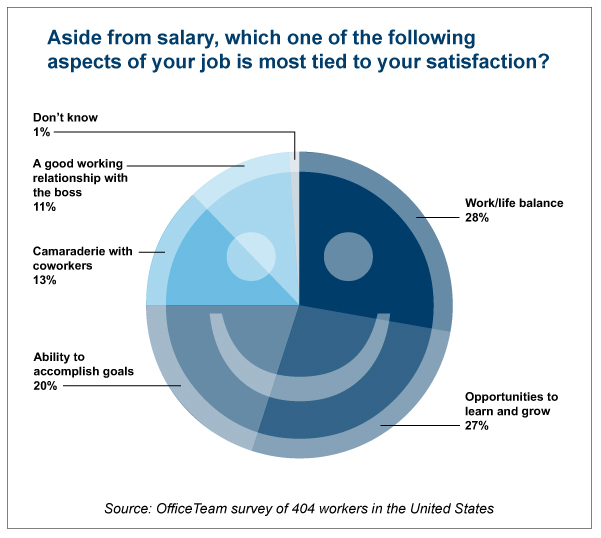 Aside from salary, which one of the following
aspects of your job is most tied to your satisfaction?
Don't know
1%
A good working
relationship with
the boss
11%
Camaraderie with
coworkers
13%
Ability to
accomplish goals
20%
Work/life balance
28%
Opportunities to
learn and grow
27%
Source: OfficeTeam survey of 404 workers in the United States